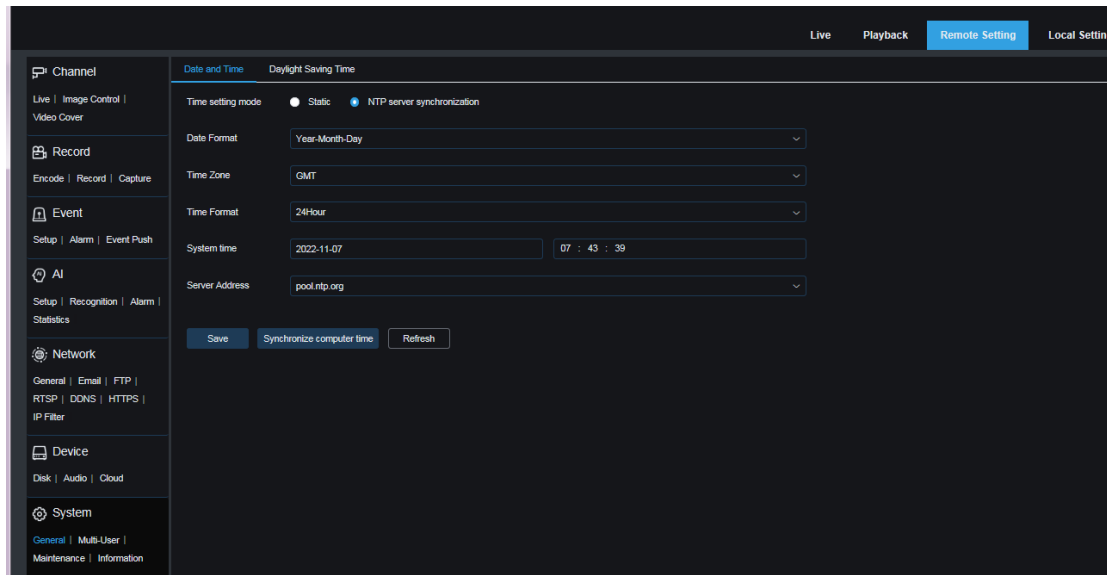 Live Playback Remote Setting Local Settin
Channel
Live | Image Control |
Video Cover
Record
Encode | Record | Capture
Event
Setup | Alarm | Event Push
AI
Setup | Recognition | Alarm |
Statistics
Network
General | Email | FTP |
RTSP | DDNS | HTTPS |
IP Filter
Device
Disk | Audio | Cloud
System
General | Multi-User |
Maintenance | Information
Date and Time Daylight Saving Time
Time setting mode Static NTP server synchronization
Date Format Year-Month-Day
Time Zone GMT
Time Format 24Hour
System time 2022-11-07 07 : 43 : 39
Server Address pool.ntp.org
Save Synchronize computer time Refresh